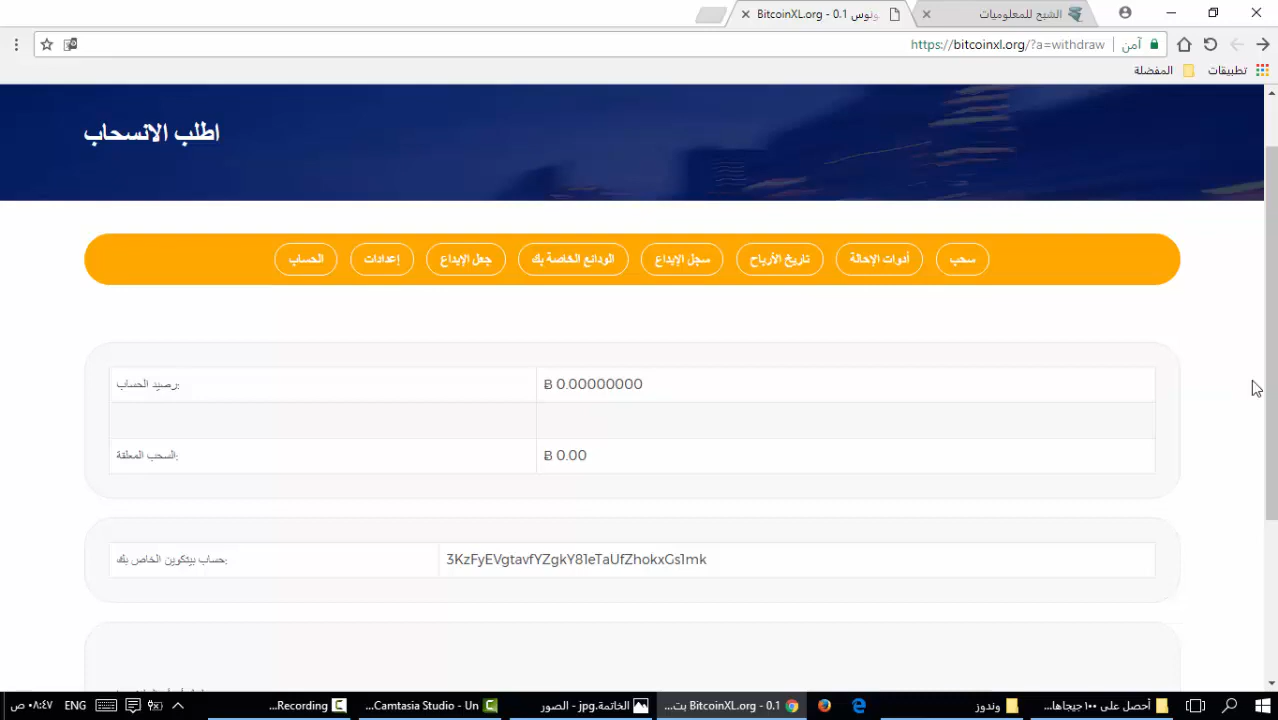 الشيخ للمعلوميات
BitcoinXL.org - 0.1 بونوس
https://bitcoinxl.org/?a=withdraw
آمن
تطبيقات
المفضلة
اطلب الانسحاب
سحب
أدوات الإحالة
تاريخ الأرباح
سجل الإيداع
الودائع الخاصة بك
جعل الإيداع
إعدادات
الحساب
رصيد الحساب:
Ƀ 0.00000000
السحب المعلقة:
Ƀ 0.00
حساب بيتكوين الخاص بك:
3KzFyEVgtavfYZgkY81eTaUfZhokxGs1mk
أحصل على ١٠٠ جيجاها...
وندوز
BitcoinXL.org - 0.1 بت...
الخاتمة.jpg - الصور
Camtasia Studio - Un...
Recording...
ENG
٠٨:٤٧ ص